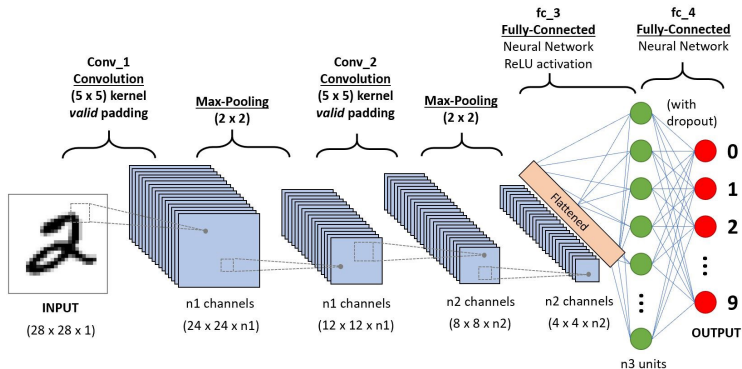 fc_3
Fully-Connected
Neural Network
ReLU activation
fc_4
Fully-Connected
Neural Network
Conv_1
Convolution
(5 x 5) kernel
valid padding
Max-Pooling
(2 x 2)
Conv_2
Convolution
(5 x 5) kernel
valid padding
Max-Pooling
(2 x 2)
(with
dropout)
Flattened
0
1
2
9
2
INPUT
(28 x 28 x 1)
n1 channels
(24 x 24 x n1)
n1 channels
(12 x 12 x n1)
n2 channels
(8 x 8 x n2)
n2 channels
(4 x 4 x n2)
OUTPUT
n3 units